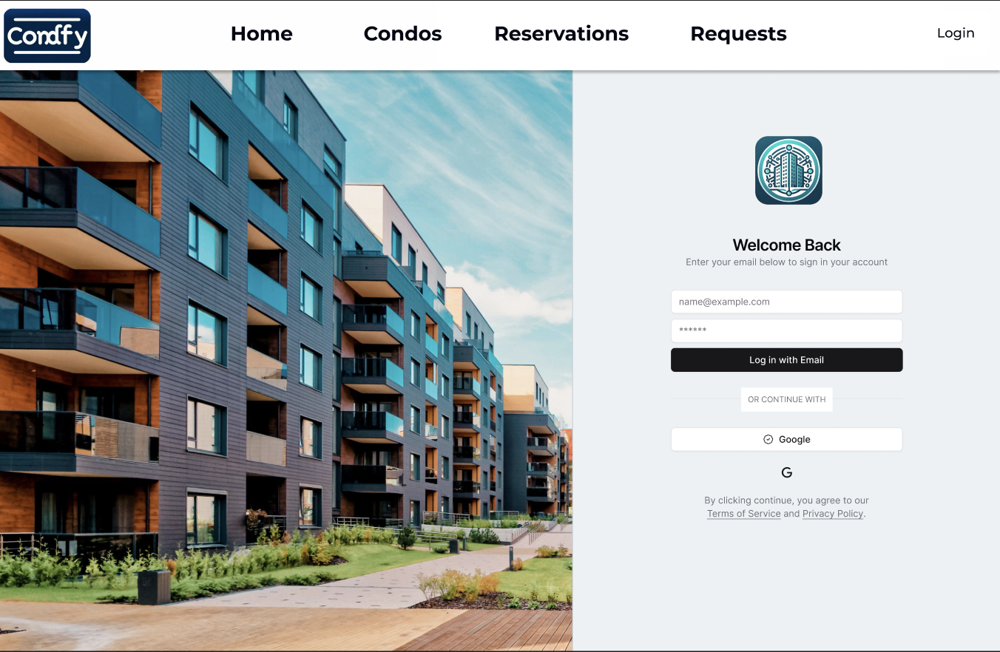 Condfy
Home Condos Reservations Requests Login
Welcome Back
Enter your email below to sign in your account
name@example.com
******
Log in with Email
OR CONTINUE WITH
Google
G
By clicking continue, you agree to our
Terms of Service and Privacy Policy.